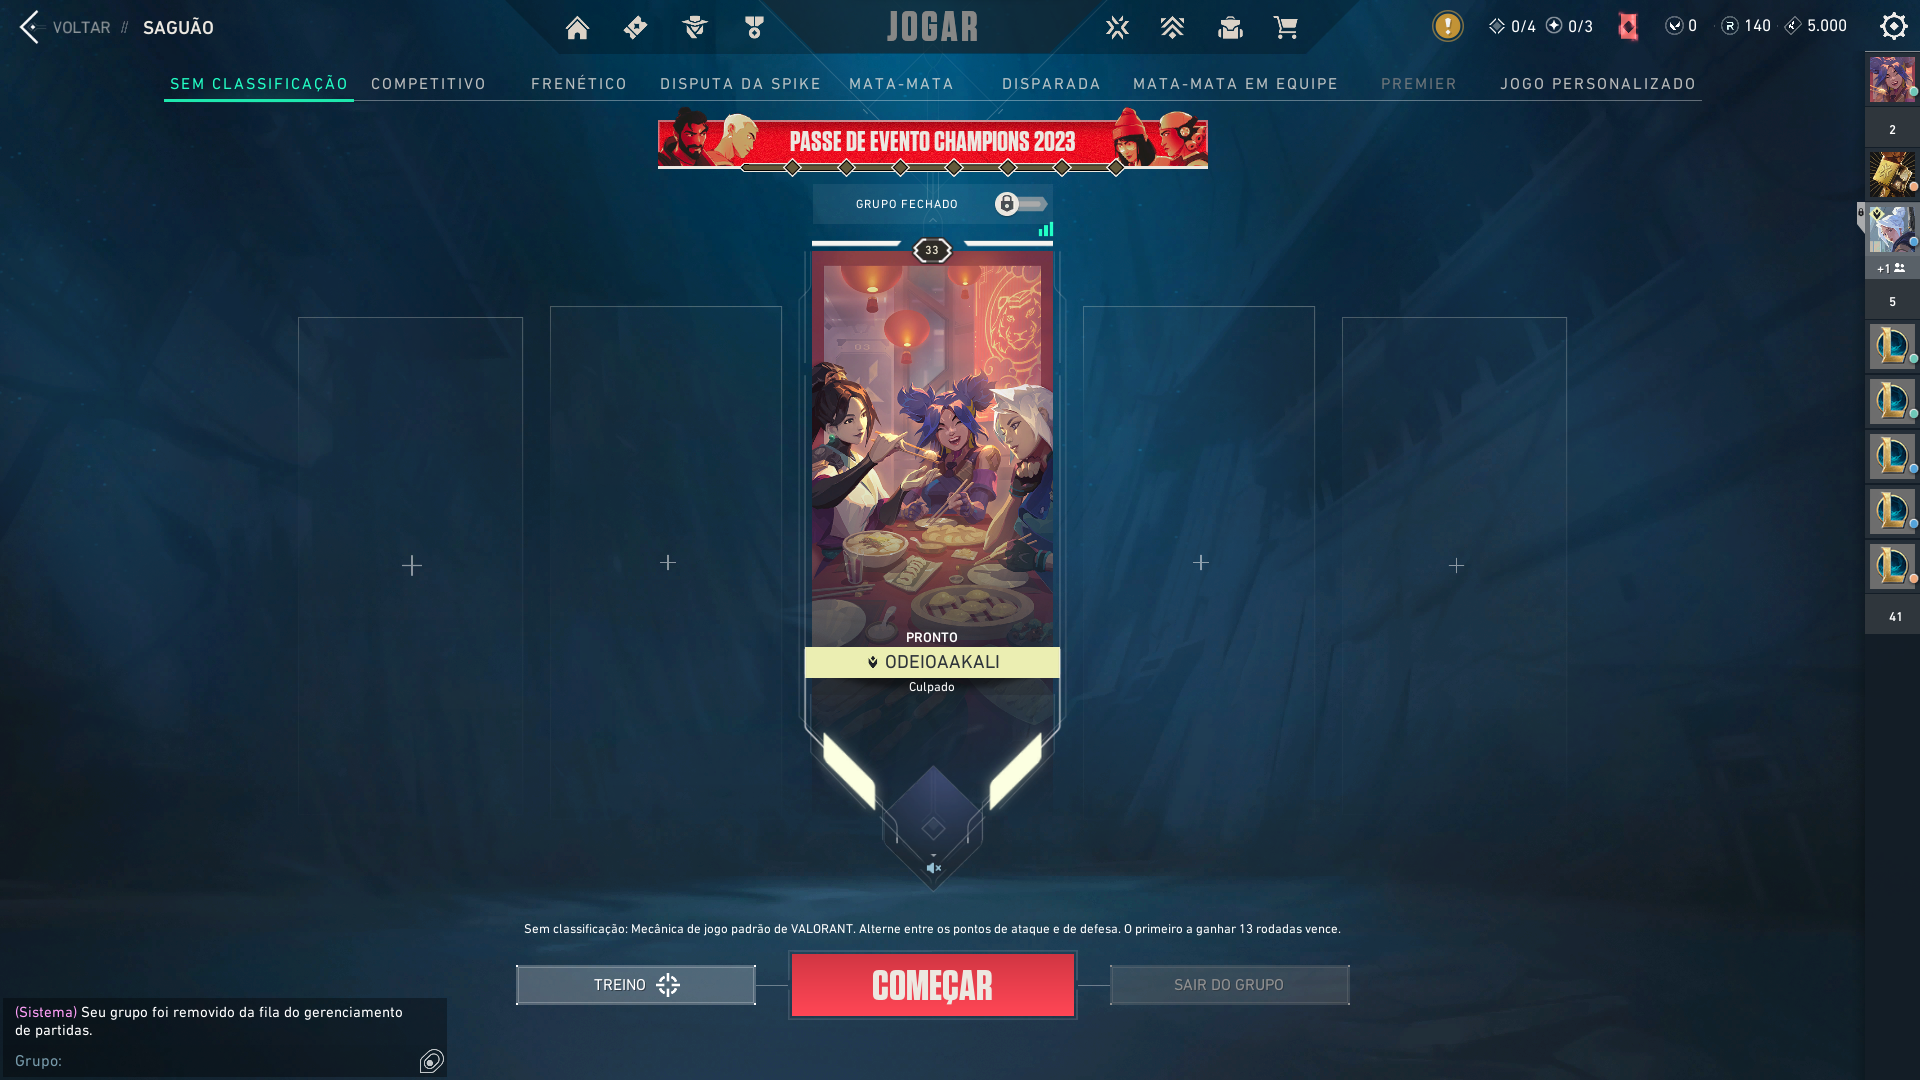 VOLTAR // SAGUÃO
JOGAR
0/4 0/3 0 140 5.000
SEM CLASSIFICAÇÃO COMPETITIVO FRENÉTICO DISPUTA DA SPIKE MATA-MATA DISPARADA MATA-MATA EM EQUIPE PREMIER JOGO PERSONALIZADO
PASSE DE EVENTO CHAMPIONS 2023
GRUPO FECHADO
33
2
+1
5
41
PRONTO
ODEIOAAKALI
Culpado
Sem classificação: Mecânica de jogo padrão de VALORANT. Alterne entre os pontos de ataque e de defesa. O primeiro a ganhar 13 rodadas vence.
TREINO
COMEÇAR
SAIR DO GRUPO
(Sistema) Seu grupo foi removido da fila do gerenciamento
de partidas.
Grupo: